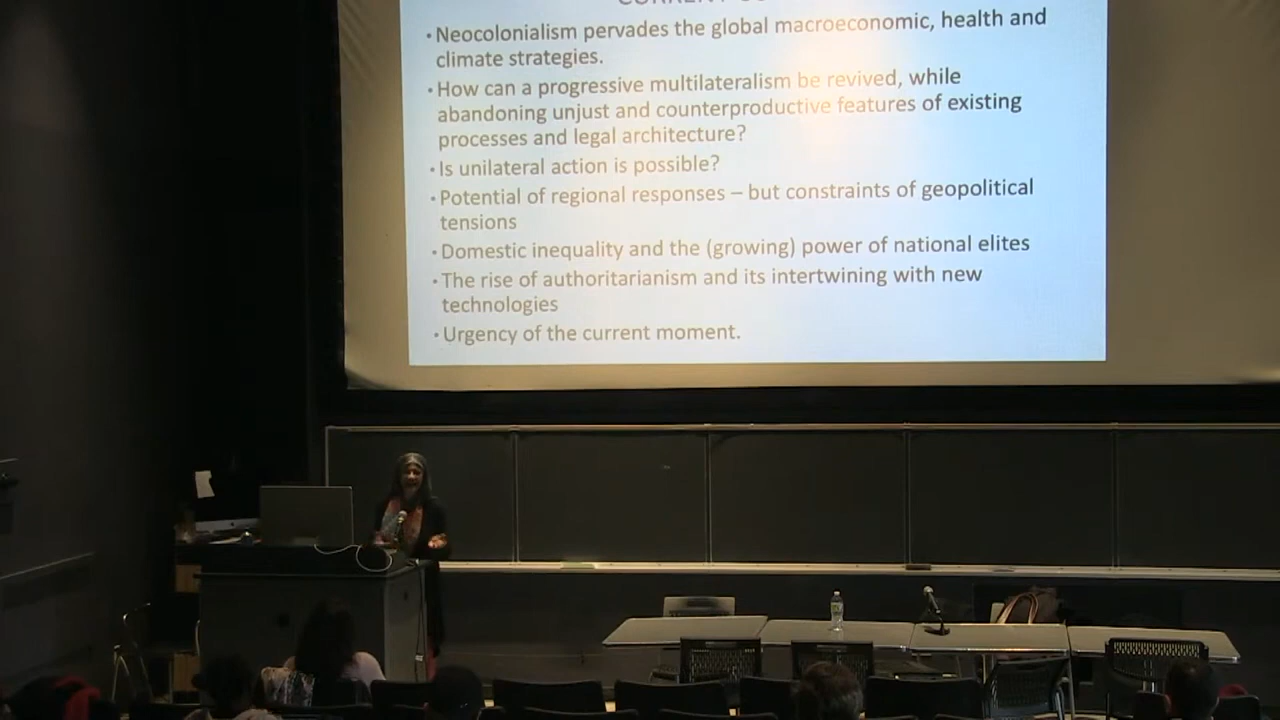 • Neocolonialism pervades the global macroeconomic, health and
climate strategies.
• How can a progressive multilateralism be revived, while
abandoning unjust and counterproductive features of existing
processes and legal architecture?
• Is unilateral action is possible?
• Potential of regional responses – but constraints of geopolitical
tensions
• Domestic inequality and the (growing) power of national elites
• The rise of authoritarianism and its intertwining with new
technologies
• Urgency of the current moment.